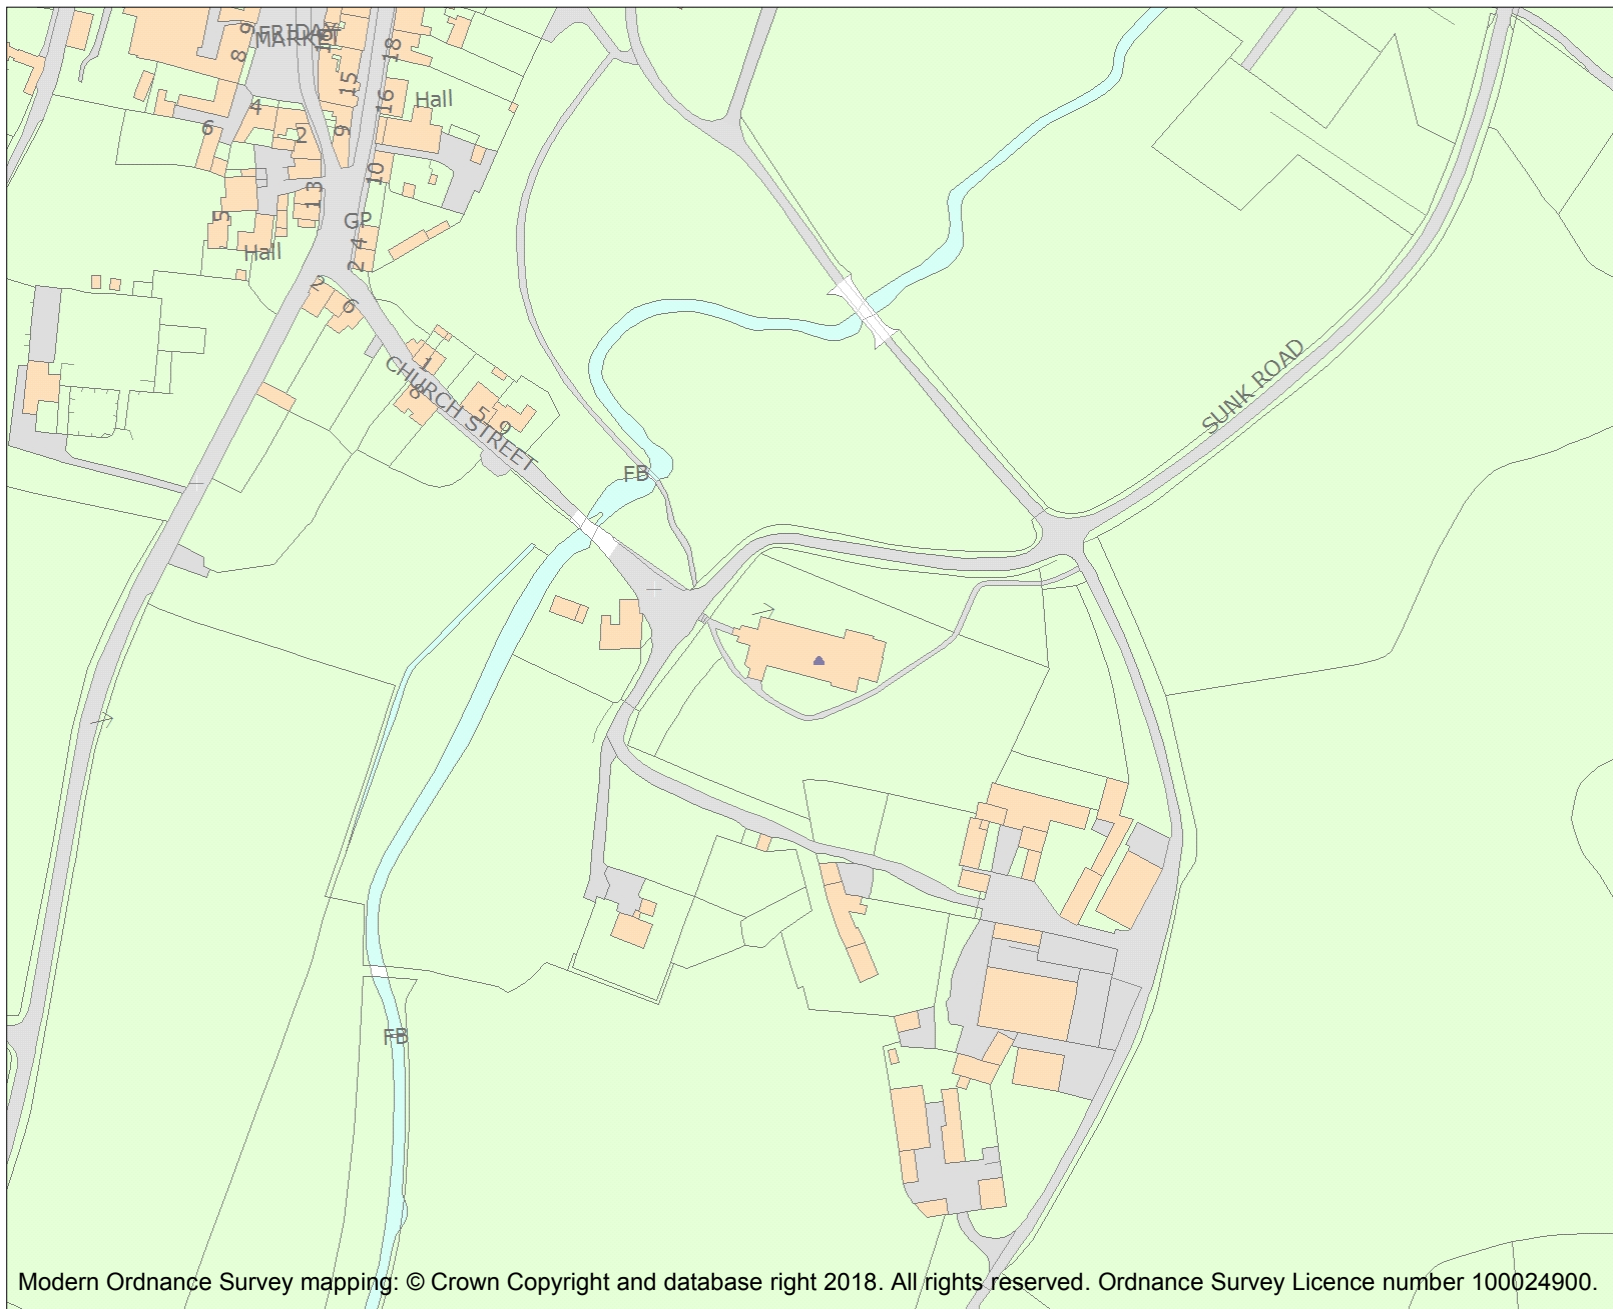 FRIDAY
MARKET
9
8
18
15
16
Hall
4
6
2
9
10
13
5
GP
4
2
Hall
2
6
1
8
CHURCH STREET
5
9
FB
SUNK ROAD
FB
Modern Ordnance Survey mapping: © Crown Copyright and database right 2018. All rights reserved. Ordnance Survey Licence number 100024900.